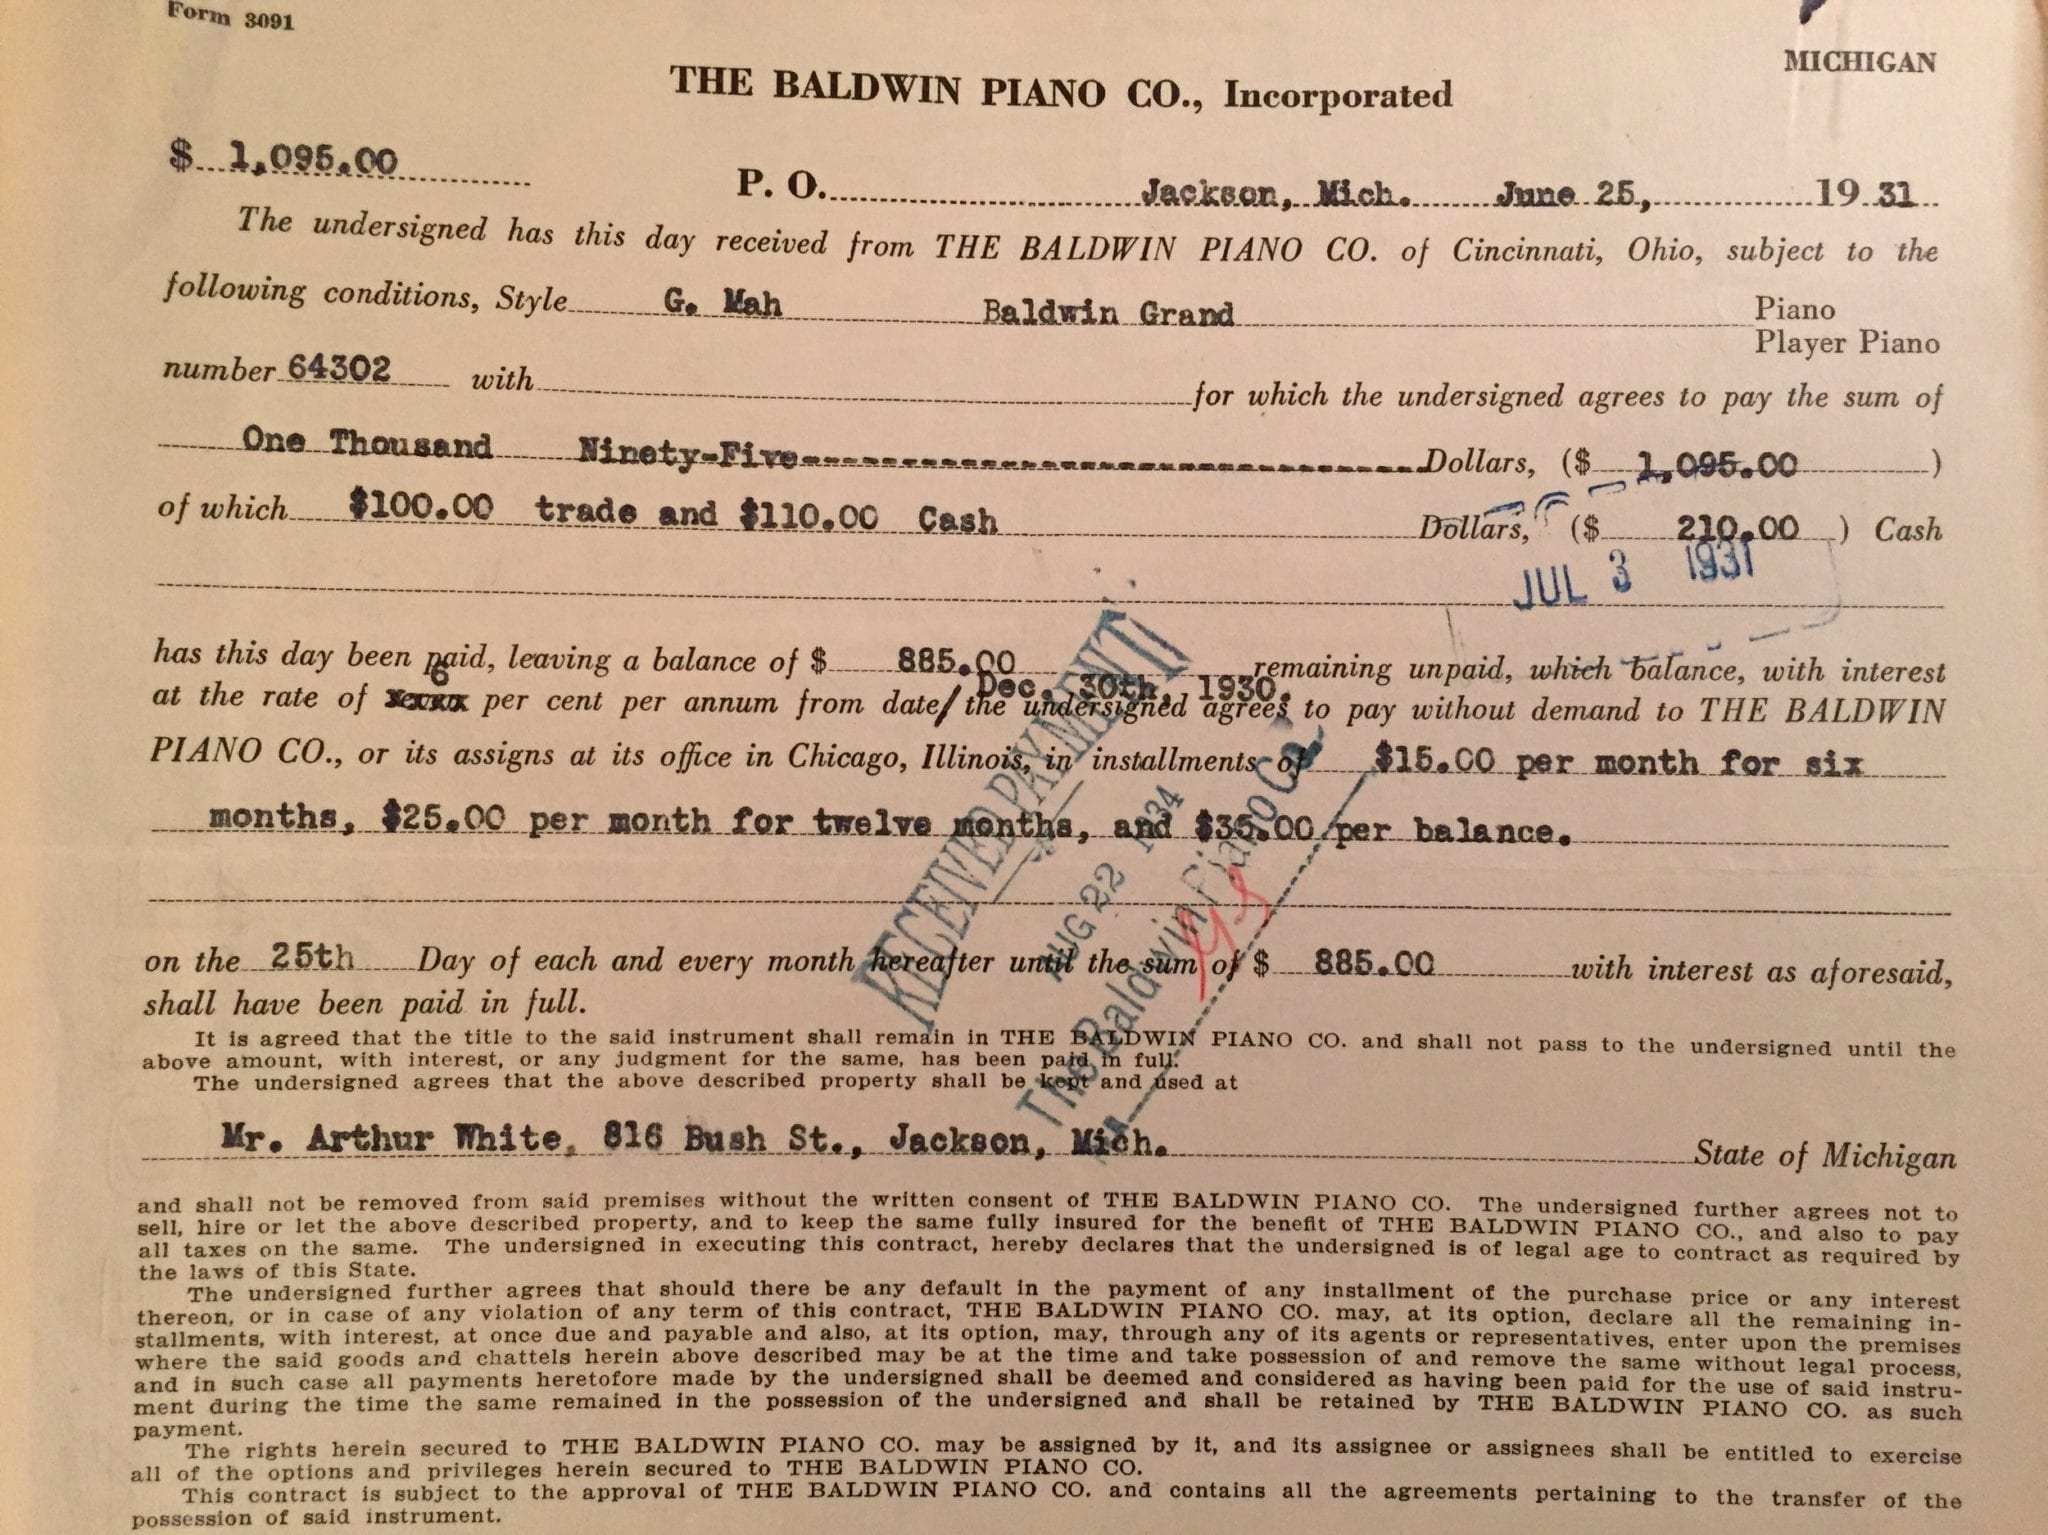 Form 3091
MICHIGAN
THE BALDWIN PIANO CO., Incorporated
$ 1,095.00
P. O. Jackson, Mich. June 25, 19 31
The undersigned has this day received from THE BALDWIN PIANO CO. of Cincinnati, Ohio, subject to the
following conditions, Style G. Mah Baldwin Grand Piano
Player Piano
number 64302 with for which the undersigned agrees to pay the sum of
One Thousand Ninety-Five Dollars, ($ 1,095.00 )
of which $100.00 trade and $110.00 Cash Dollars, ($ 210.00 ) Cash
JUL 3 1931
has this day been paid, leaving a balance of $ 885.00 remaining unpaid, which balance, with interest
6 Dec. 30th, 1930.
at the rate of per cent per annum from date/ the undersigned agrees to pay without demand to THE BALDWIN
PIANO CO., or its assigns at its office in Chicago, Illinois, in installments of $15.00 per month for six
months, $25.00 per month for twelve months, and $35.00 per balance.
RECEIVED PAYMENT
AUG 22 1934
The Baldwin Piano Co.
on the 25th Day of each and every month hereafter until the sum of $ 885.00 with interest as aforesaid,
shall have been paid in full.
It is agreed that the title to the said instrument shall remain in THE BALDWIN PIANO CO. and shall not pass to the undersigned until the
above amount, with interest, or any judgment for the same, has been paid in full.
The undersigned agrees that the above described property shall be kept and used at
Mr. Arthur White, 816 Bush St., Jackson, Mich. State of Michigan
and shall not be removed from said premises without the written consent of THE BALDWIN PIANO CO. The undersigned further agrees not to
sell, hire or let the above described property, and to keep the same fully insured for the benefit of THE BALDWIN PIANO CO., and also to pay
all taxes on the same. The undersigned in executing this contract, hereby declares that the undersigned is of legal age to contract as required by
the laws of this State.
The undersigned further agrees that should there be any default in the payment of any installment of the purchase price or any interest
thereon, or in case of any violation of any term of this contract, THE BALDWIN PIANO CO. may, at its option, declare all the remaining in-
stallments, with interest, at once due and payable and also, at its option, may, through any of its agents or representatives, enter upon the premises
where the said goods and chattels herein above described may be at the time and take possession of and remove the same without legal process,
and in such case all payments heretofore made by the undersigned shall be deemed and considered as having been paid for the use of said instru-
ment during the time the same remained in the possession of the undersigned and shall be retained by THE BALDWIN PIANO CO. as such
payment.
The rights herein secured to THE BALDWIN PIANO CO. may be assigned by it, and its assignee or assignees shall be entitled to exercise
all of the options and privileges herein secured to THE BALDWIN PIANO CO.
This contract is subject to the approval of THE BALDWIN PIANO CO. and contains all the agreements pertaining to the transfer of the
possession of said instrument.